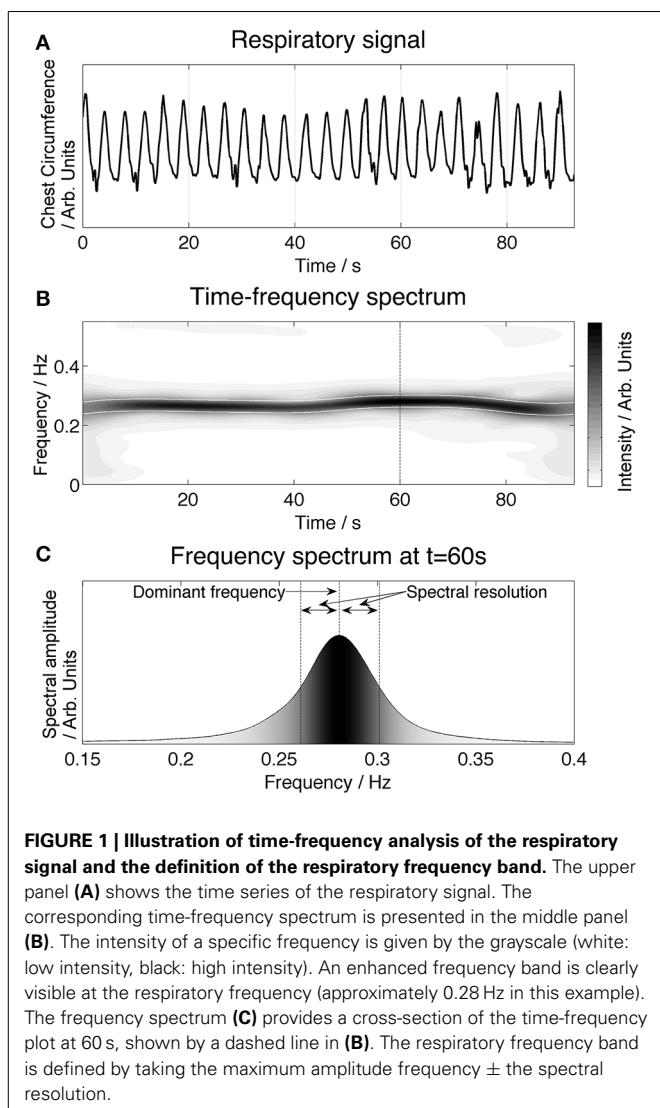 A
Respiratory signal
Chest Circumference
/ Arb. Units
0 20 40 60 80
Time / s
B
Time-frequency spectrum
Frequency / Hz
0.4
0.2
0
20 40 60 80
Time / s
Intensity / Arb. Units
C
Frequency spectrum at t=60s
Dominant frequency
Spectral resolution
Spectral amplitude
/ Arb. Units
0.15 0.2 0.25 0.3 0.35 0.4
Frequency / Hz
FIGURE 1 | Illustration of time-frequency analysis of the respiratory
signal and the definition of the respiratory frequency band. The upper
panel (A) shows the time series of the respiratory signal. The
corresponding time-frequency spectrum is presented in the middle panel
(B). The intensity of a specific frequency is given by the grayscale (white:
low intensity, black: high intensity). An enhanced frequency band is clearly
visible at the respiratory frequency (approximately 0.28 Hz in this example).
The frequency spectrum (C) provides a cross-section of the time-frequency
plot at 60 s, shown by a dashed line in (B). The respiratory frequency band
is defined by taking the maximum amplitude frequency ± the spectral
resolution.